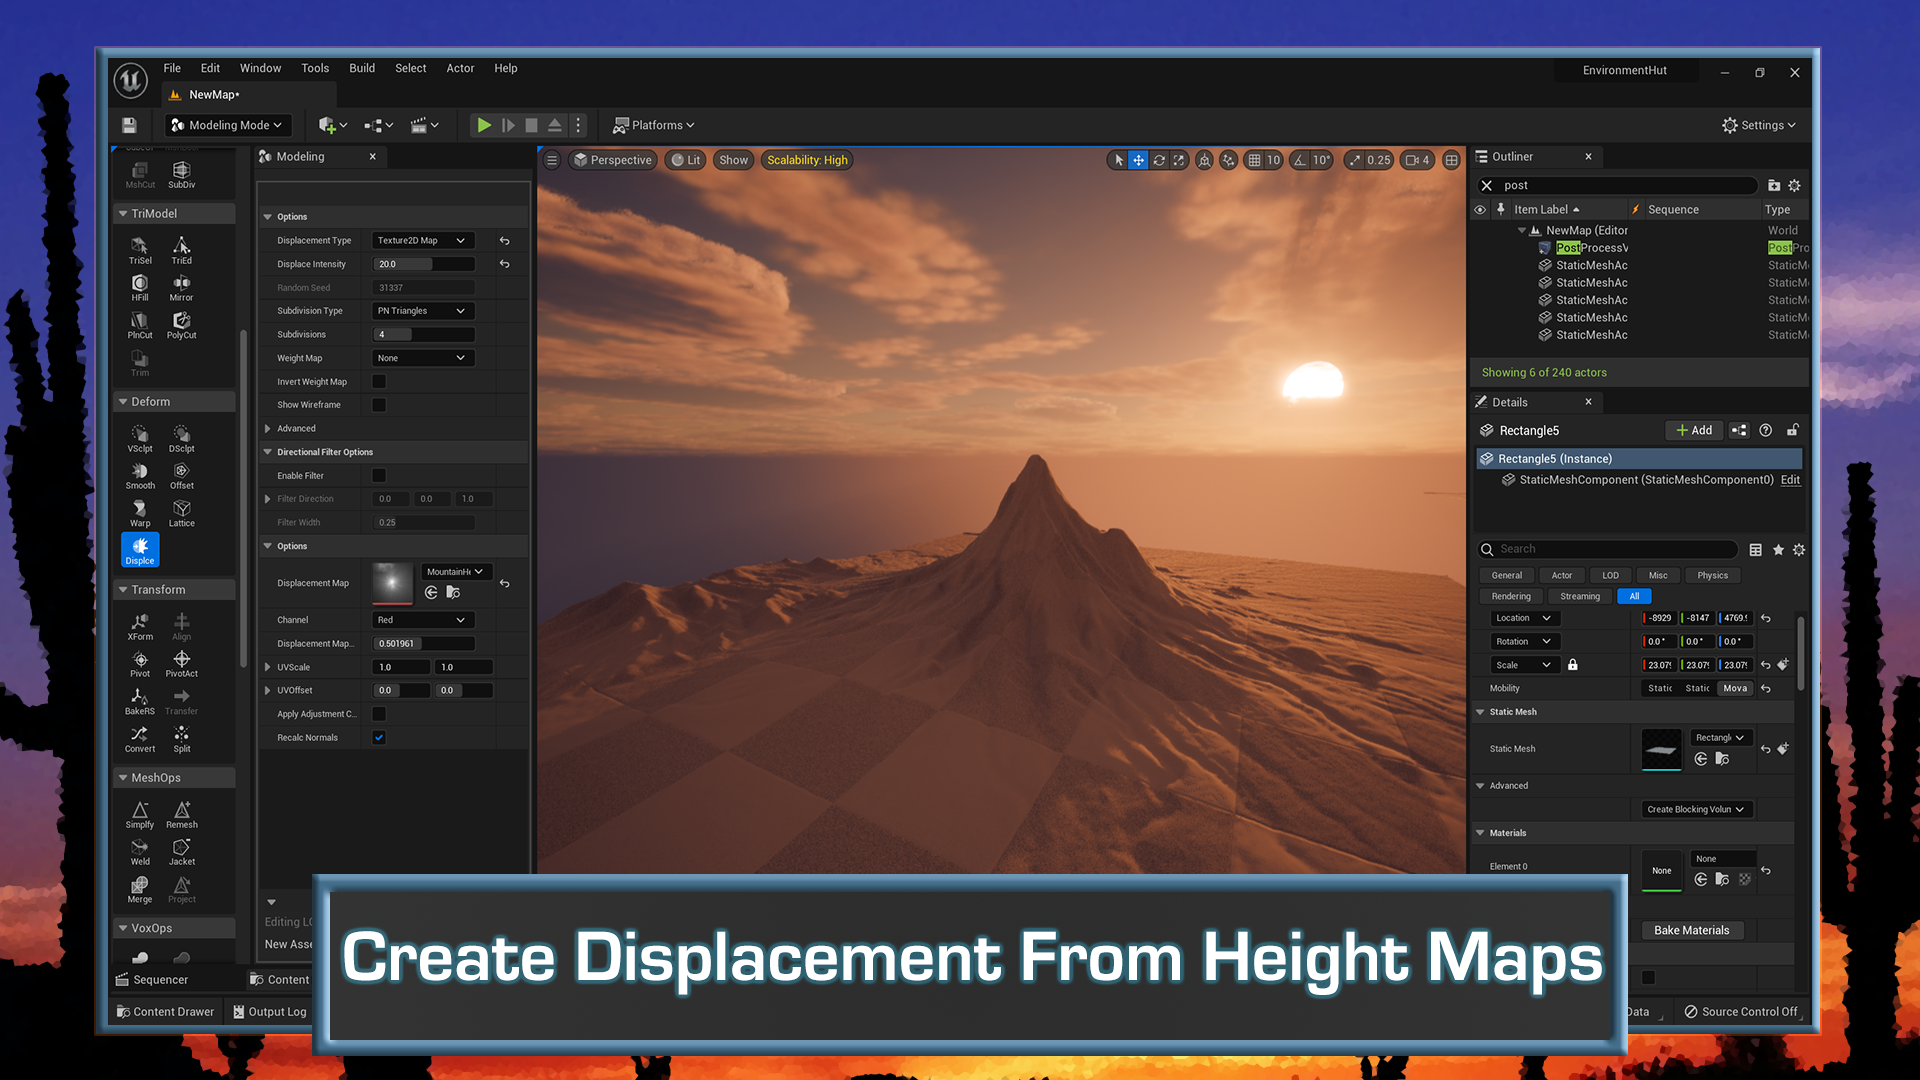 File Edit Window Tools Build Select Actor Help
EnvironmentHut
NewMap*
Modeling Mode
Platforms
Settings
MshCut SubDiv
TriModel
TriSel TriEd
HFill Mirror
PlnCut PolyCut
Trim
Deform
VSclpt DSclpt
Smooth Offset
Warp Lattice
Displce
Transform
XForm Align
Pivot PivotAct
BakeRS Transfer
Convert Split
MeshOps
Simplfy Remesh
Weld Jacket
Merge Project
VoxOps
Modeling
Options
Displacement Type Texture2D Map
Displace Intensity 20.0
Random Seed 31337
Subdivision Type PN Triangles
Subdivisions 4
Weight Map None
Invert Weight Map
Show Wireframe
Advanced
Directional Filter Options
Enable Filter
Filter Direction 0.0 0.0 1.0
Filter Width 0.25
Options
Displacement Map MountainHe
Channel Red
Displacement Map... 0.501961
UVScale 1.0 1.0
UVOffset 0.0 0.0
Apply Adjustment C...
Recalc Normals
Editing LO
New Asse
Perspective Lit Show Scalability: High
10 10° 0.25 4
Outliner
post
Item Label Sequence Type
NewMap (Editor World
PostProcessV PostPro
StaticMeshAc StaticM
StaticMeshAc StaticM
StaticMeshAc StaticM
StaticMeshAc StaticM
StaticMeshAc StaticM
Showing 6 of 240 actors
Details
Rectangle5 Add
Rectangle5 (Instance)
StaticMeshComponent (StaticMeshComponent0) Edit
Search
General Actor LOD Misc Physics
Rendering Streaming All
Location -8929 -8147 4769.
Rotation 0.0° 0.0° 0.0°
Scale 23.079 23.079 23.079
Mobility Static Static Mova
Static Mesh
Static Mesh Rectangl
Advanced
Create Blocking Volun
Materials
Element 0 None None
Bake Materials
Create Displacement From Height Maps
Sequencer Content
Content Drawer Output Log Data Source Control Off